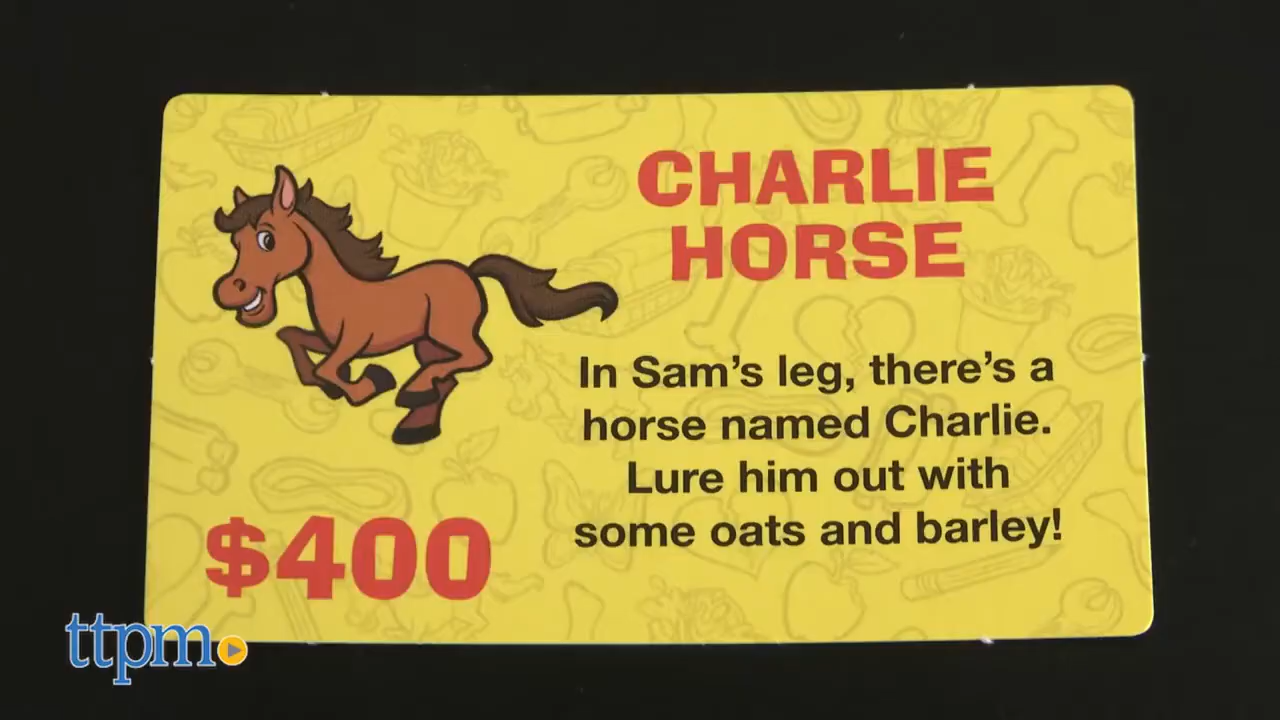 CHARLIE
HORSE
In Sam's leg, there's a
horse named Charlie.
Lure him out with
some oats and barley!
$400
ttpm